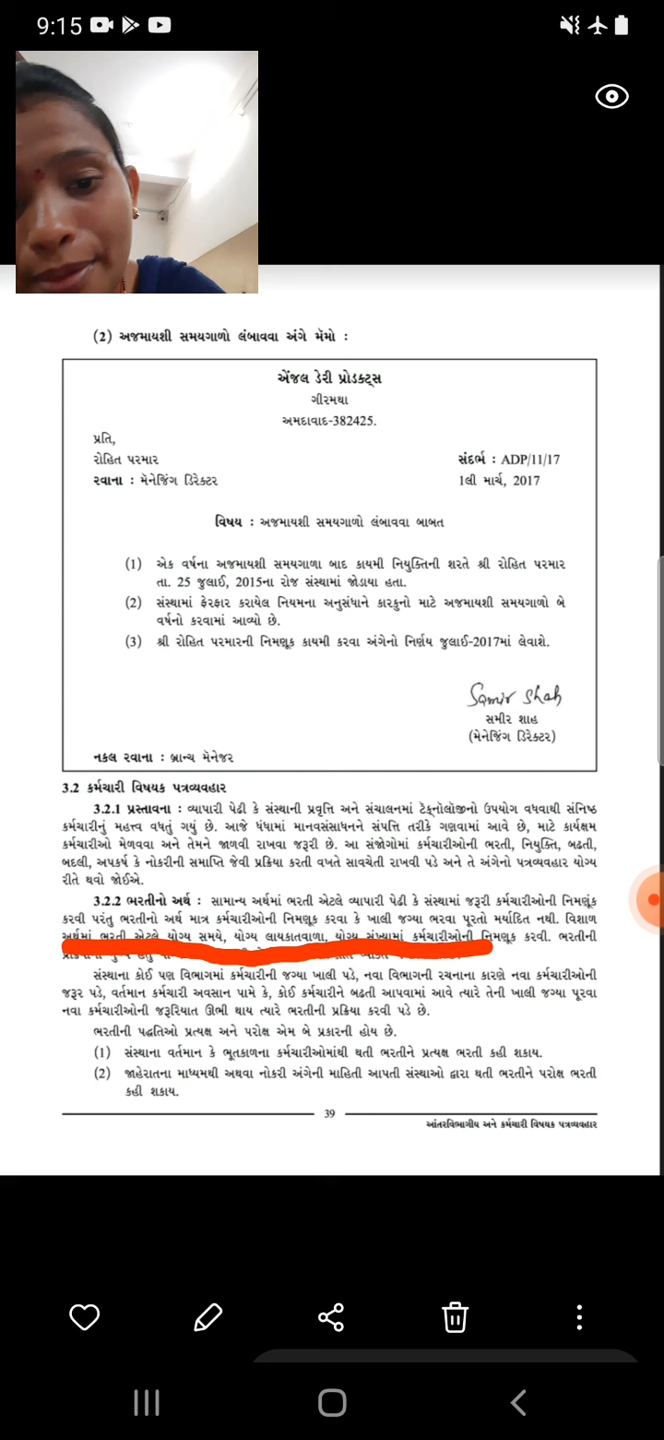 9:15
(2) અજમાયશી સમયગાળો લંબાવવા અંગે મૅમો :
એંજલ ડેરી પ્રોડક્ટ્સ
ગીરમથા
અમદાવાદ-382425.
પ્રતિ,
રોહિત પરમાર
સંદર્ભ : ADP/11/17
રવાના : મૅનેજિંગ ડિરેક્ટર
1લી માર્ચ, 2017
વિષય : અજમાયશી સમયગાળો લંબાવવા બાબત
(1) એક વર્ષના અજમાયશી સમયગાળા બાદ કાયમી નિયુક્તિની શરતે શ્રી રોહિત પરમાર
તા. 25 જુલાઈ, 2015ના રોજ સંસ્થામાં જોડાયા હતા.
(2) સંસ્થામાં ફેરફાર કરાયેલ નિયમના અનુસંધાને કારકુનો માટે અજમાયશી સમયગાળો બે
વર્ષનો કરવામાં આવ્યો છે.
(3) શ્રી રોહિત પરમારની નિમણૂક કાયમી કરવા અંગેનો નિર્ણય જુલાઈ-2017માં લેવાશે.
Samir Shah
સમીર શાહ
(મૅનેજિંગ ડિરેક્ટર)
નકલ રવાના : બ્રાન્ચ મૅનેજર
3.2 કર્મચારી વિષયક પત્રવ્યવહાર
3.2.1 પ્રસ્તાવના : વ્યાપારી પેઢી કે સંસ્થાની પ્રવૃત્તિ અને સંચાલનમાં ટૅક્નોલૉજીનો ઉપયોગ વધવાથી સંનિષ્ઠ
કર્મચારીનું મહત્ત્વ વધતું ગયું છે. આજે ધંધામાં માનવસંસાધનને સંપત્તિ તરીકે ગણવામાં આવે છે, માટે કાર્યક્ષમ
કર્મચારીઓ મેળવવા અને તેમને જાળવી રાખવા જરૂરી છે. આ સંજોગોમાં કર્મચારીઓની ભરતી, નિયુક્તિ, બઢતી,
બદલી, અપકર્ષ કે નોકરીની સમાપ્તિ જેવી પ્રક્રિયા કરતી વખતે સાવચેતી રાખવી પડે અને તે અંગેનો પત્રવ્યવહાર યોગ્ય
રીતે થવો જોઈએ.
3.2.2 ભરતીનો અર્થ : સામાન્ય અર્થમાં ભરતી એટલે વ્યાપારી પેઢી કે સંસ્થામાં જરૂરી કર્મચારીઓની નિમણૂંક
કરવી પરંતુ ભરતીનો અર્થ માત્ર કર્મચારીઓની નિમણૂક કરવા કે ખાલી જગ્યા ભરવા પૂરતો મર્યાદિત નથી. વિશાળ
અર્થમાં ભરતી એટલે યોગ્ય સમયે, યોગ્ય લાયકાતવાળા, યોગ્ય સંખ્યામાં કર્મચારીઓની નિમણૂક કરવી. ભરતીની
સંસ્થાના કોઈ પણ વિભાગમાં કર્મચારીની જગ્યા ખાલી પડે, નવા વિભાગની રચનાના કારણે નવા કર્મચારીઓની
જરૂર પડે, વર્તમાન કર્મચારી અવસાન પામે કે, કોઈ કર્મચારીને બઢતી આપવામાં આવે ત્યારે તેની ખાલી જગ્યા પૂરવા
નવા કર્મચારીઓની જરૂરિયાત ઊભી થાય ત્યારે ભરતીની પ્રક્રિયા કરવી પડે છે.
ભરતીની પદ્ધતિઓ પ્રત્યક્ષ અને પરોક્ષ એમ બે પ્રકારની હોય છે.
(1) સંસ્થાના વર્તમાન કે ભૂતકાળના કર્મચારીઓમાંથી થતી ભરતીને પ્રત્યક્ષ ભરતી કહી શકાય.
(2) જાહેરાતના માધ્યમથી અથવા નોકરી અંગેની માહિતી આપતી સંસ્થાઓ દ્વારા થતી ભરતીને પરોક્ષ ભરતી
કહી શકાય.
39
આંતરવિભાગીય અને કર્મચારી વિષયક પત્રવ્યવહાર